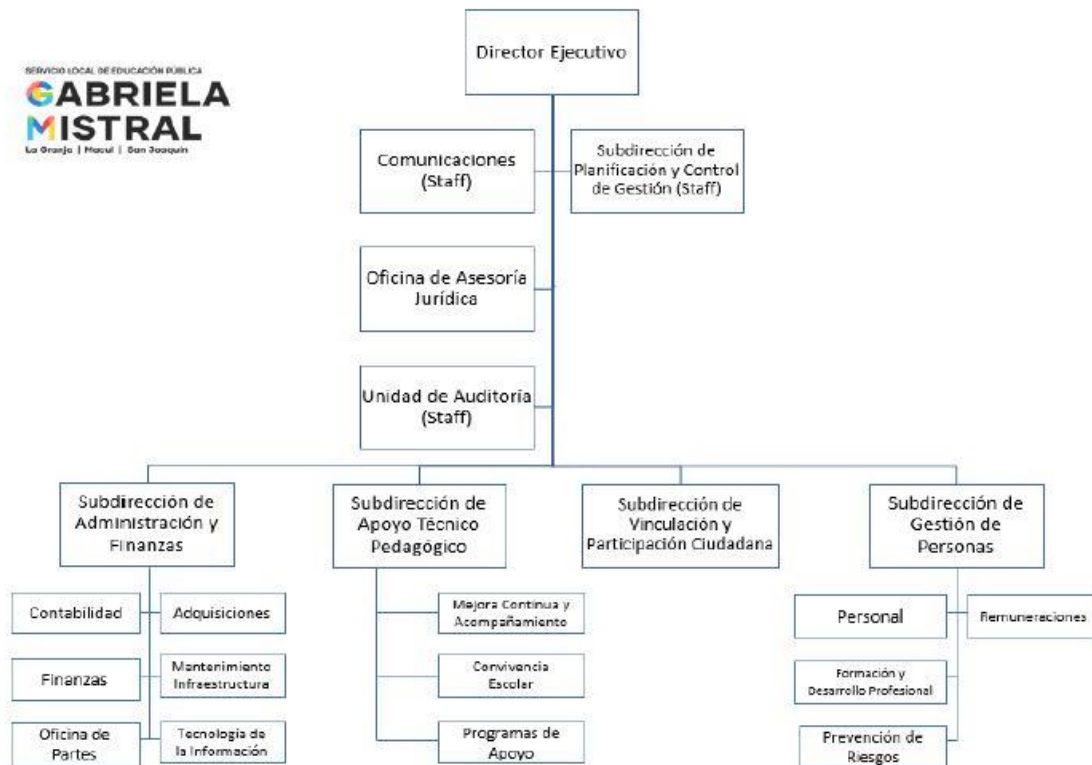 SERVICIO LOCAL DE EDUCACIÓN PÚBLICA
GABRIELA
MISTRAL
La Granja | Macul | San Joaquín
Director Ejecutivo
Comunicaciones
(Staff)
Subdirección de
Planificación y Control
de Gestión (Staff)
Oficina de Asesoría
Jurídica
Unidad de Auditoría
(Staff)
Subdirección de
Administración y
Finanzas
Subdirección de
Apoyo Técnico
Pedagógico
Subdirección de
Vinculación y
Participación Ciudadana
Subdirección de
Gestión de
Personas
Contabilidad
Adquisiciones
Finanzas
Mantenimiento
Infraestructura
Oficina de
Partes
Tecnología de
la Información
Mejora Continua y
Acompañamiento
Convivencia
Escolar
Programas de
Apoyo
Personal
Remuneraciones
Formación y
Desarrollo Profesional
Prevención de
Riesgos